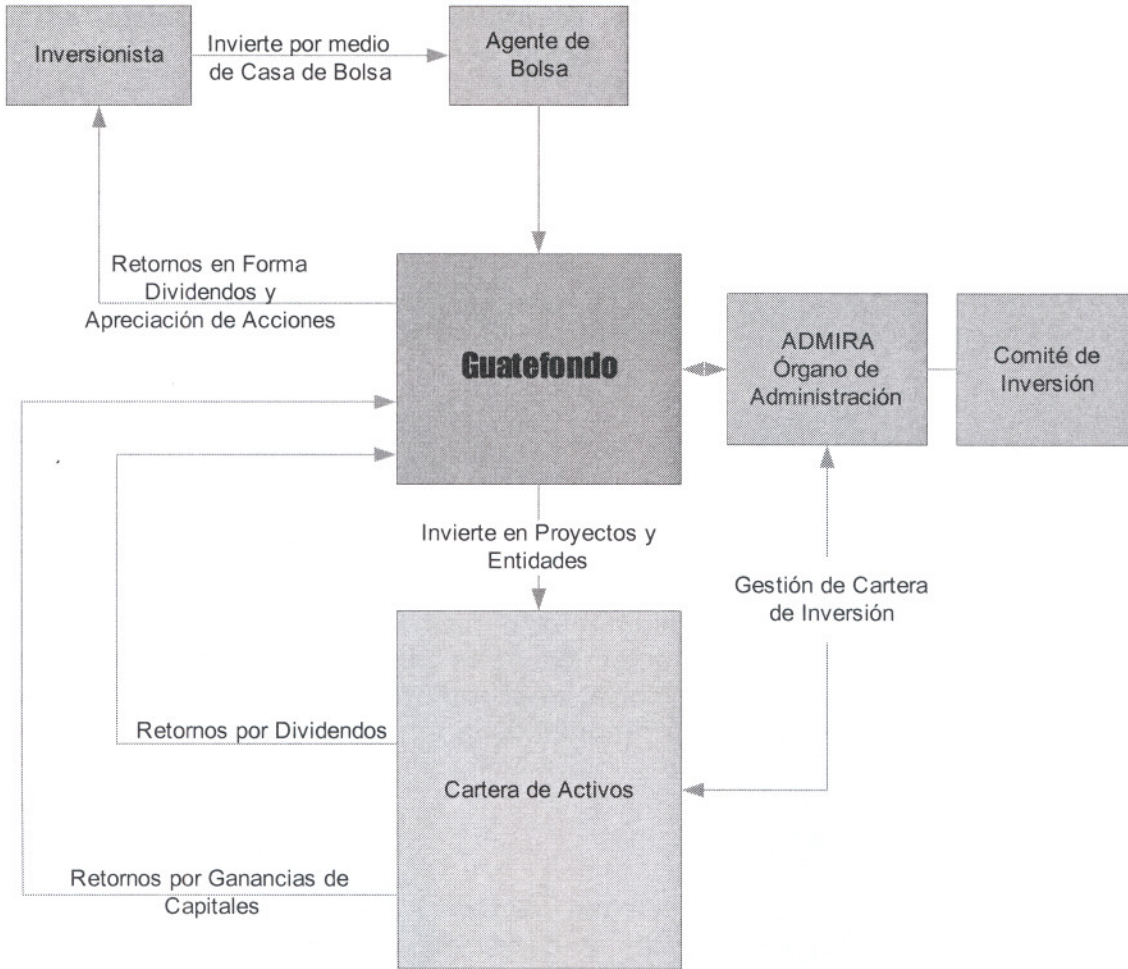 Inversionista
Invierte por medio
de Casa de Bolsa
Agente de
Bolsa
Retornos en Forma
Dividendos y
Apreciación de Acciones
Guatefondo
ADMIRA
Órgano de
Administración
Comité de
Inversión
Invierte en Proyectos y
Entidades
Gestión de Cartera
de Inversión
Retornos por Dividendos
Cartera de Activos
Retornos por Ganancias de
Capitales